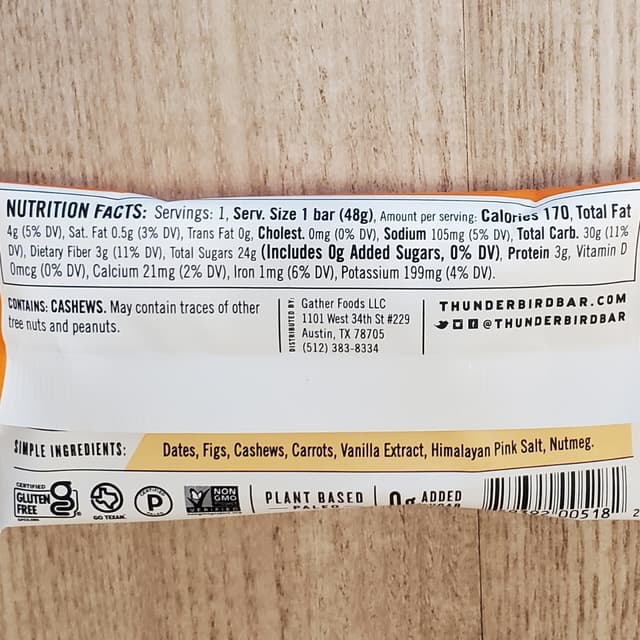 NUTRITION FACTS: Servings: 1, Serv. Size 1 bar (48g), Amount per serving: Calories 170, Total Fat
4g (5% DV), Sat. Fat 0.5g (3% DV), Trans Fat 0g, Cholest. 0mg (0% DV), Sodium 105mg (5% DV), Total Carb. 30g (11%
DV), Dietary Fiber 3g (11% DV), Total Sugars 24g (Includes 0g Added Sugars, 0% DV), Protein 3g, Vitamin D
0mcg (0% DV), Calcium 21mg (2% DV), Iron 1mg (6% DV), Potassium 199mg (4% DV).
CONTAINS: CASHEWS. May contain traces of other
tree nuts and peanuts.
DISTRIBUTED BY:
Gather Foods LLC
1101 West 34th St #229
Austin, TX 78705
(512) 383-8334
THUNDERBIRDBAR.COM
@THUNDERBIRDBAR
SIMPLE INGREDIENTS: Dates, Figs, Cashews, Carrots, Vanilla Extract, Himalayan Pink Salt, Nutmeg.
CERTIFIED
GLUTEN
FREE
GO TEXAN
P
NON
GMO
VERIFIED
PLANT BASED
PALEO
0g ADDED
00518 2